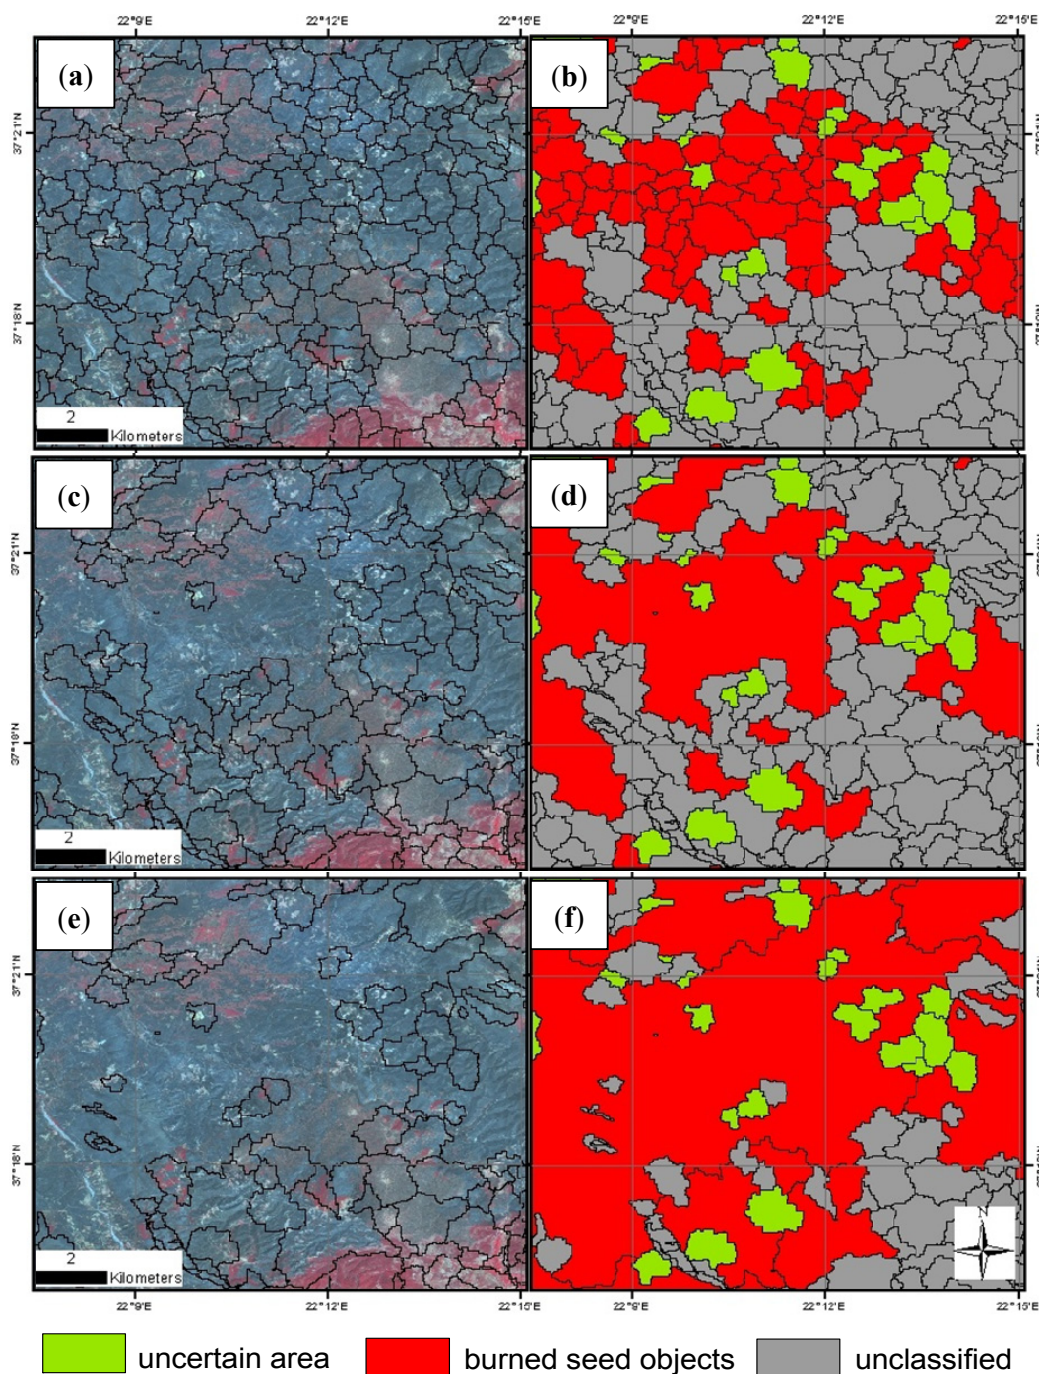 22°9'E 22°12'E 22°15'E 22°9'E 22°12'E 22°15'E
(a) (b)
37°21'N
37°18'N
2
Kilometers
(c) (d)
37°21'N
37°18'N
2
Kilometers
(e) (f)
37°21'N
37°18'N
N
2
Kilometers
22°9'E 22°12'E 22°15'E 22°9'E 22°12'E 22°15'E
uncertain area burned seed objects unclassified